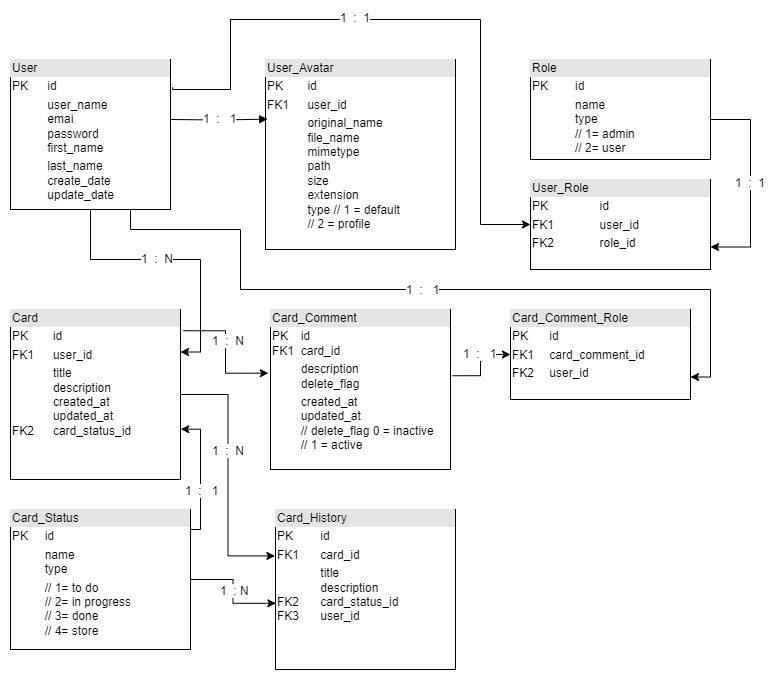 1 : 1
User
PK id
user_name
emai
password
first_name
last_name
create_date
update_date
1 : 1
User_Avatar
PK id
FK1 user_id
original_name
file_name
mimetype
path
size
extension
type // 1 = default
// 2 = profile
Role
PK id
name
type
// 1= admin
// 2= user
1 : 1
User_Role
PK id
FK1 user_id
FK2 role_id
1 : N
1 : 1
Card
PK id
FK1 user_id
title
description
created_at
updated_at
FK2 card_status_id
1 : N
Card_Comment
PK id
FK1 card_id
description
delete_flag
created_at
updated_at
// delete_flag 0 = inactive
// 1 = active
1 : 1
Card_Comment_Role
PK id
FK1 card_comment_id
FK2 user_id
1 : N
1 : 1
Card_Status
PK id
name
type
// 1= to do
// 2= in progress
// 3= done
// 4= store
1 : N
Card_History
PK id
FK1 card_id
title
description
FK2 card_status_id
FK3 user_id